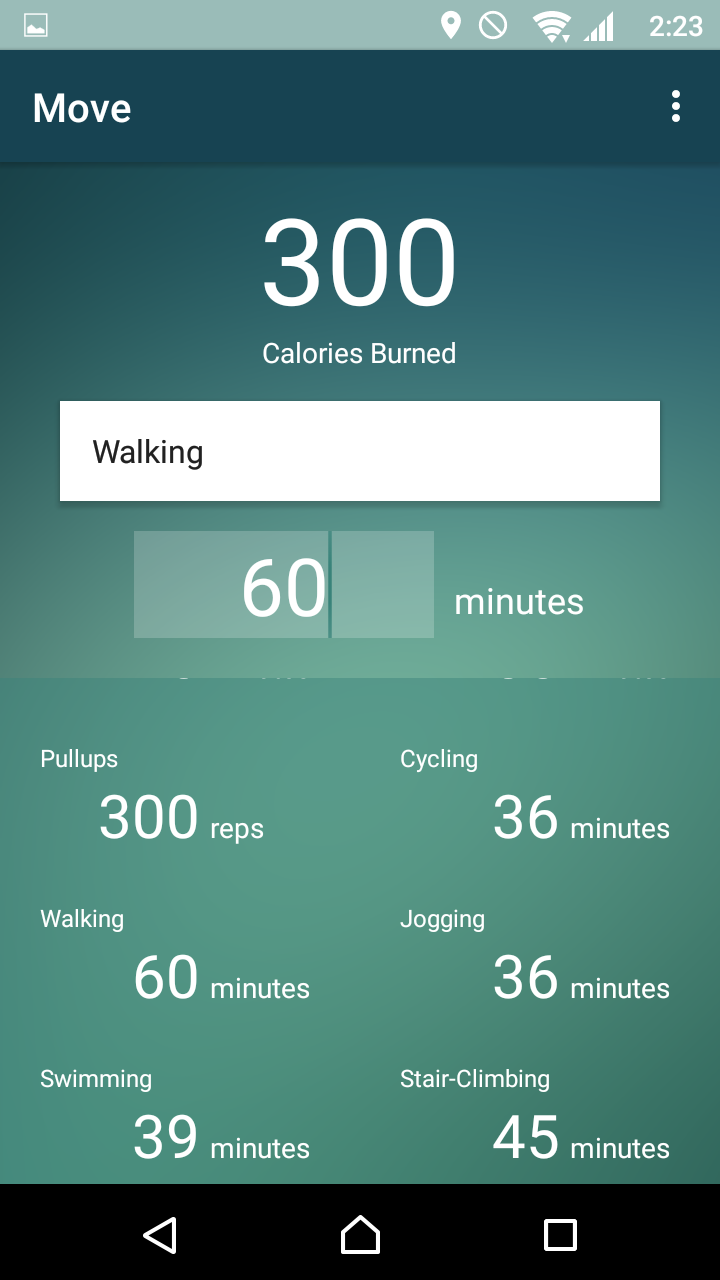 2:23
Move
300
Calories Burned
Walking
60 minutes
Pullups
300 reps
Cycling
36 minutes
Walking
60 minutes
Jogging
36 minutes
Swimming
39 minutes
Stair-Climbing
45 minutes